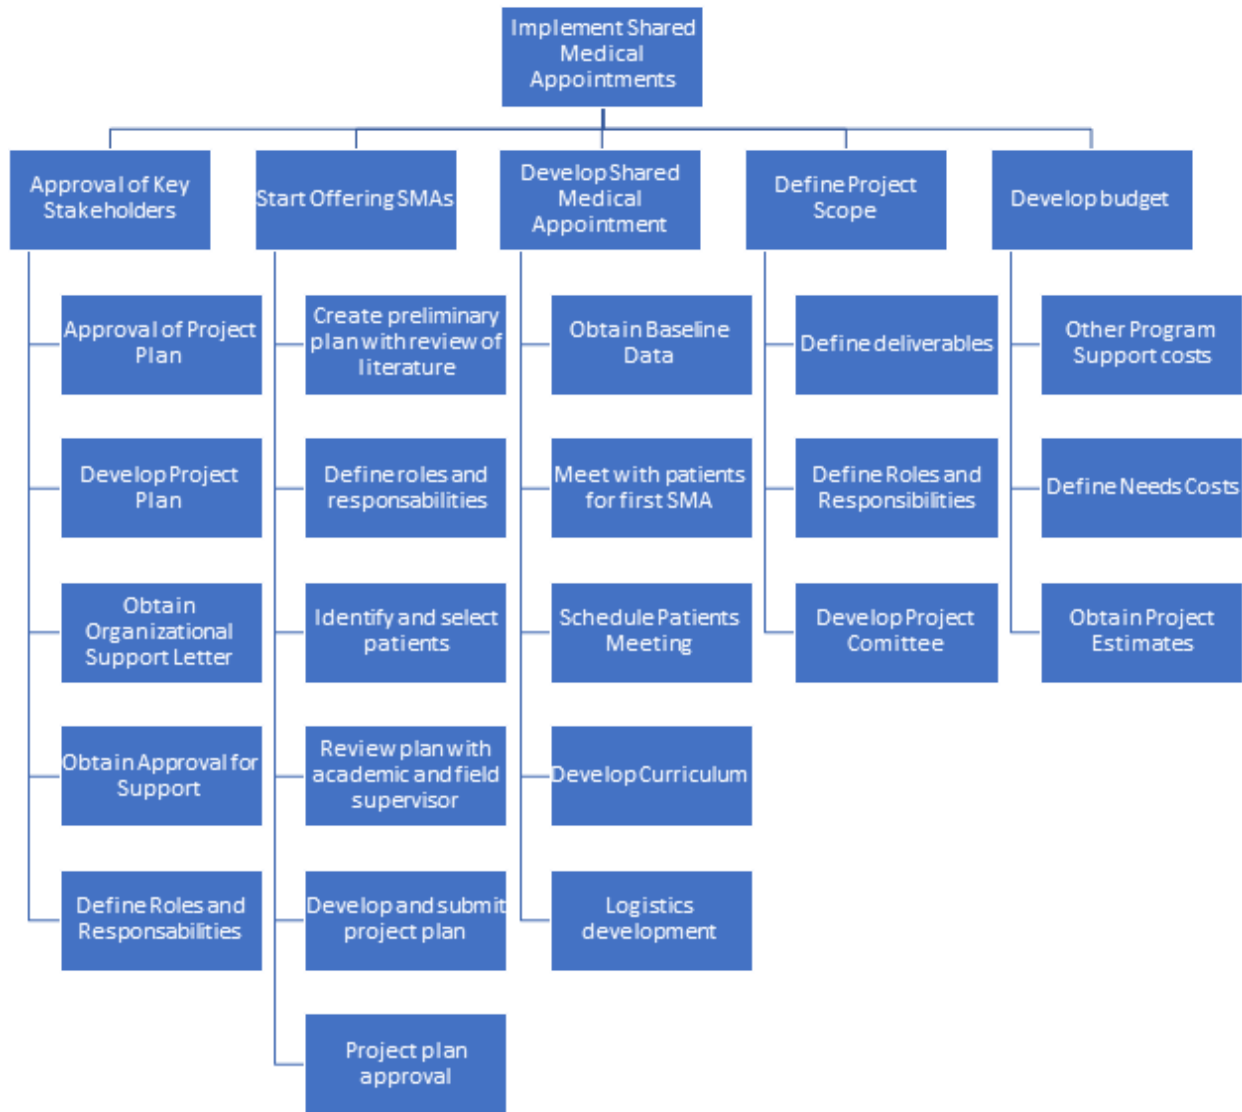 Implement Shared
Medical
Appointments
Approval of Key
Stakeholders
Start Offering SMAs
Develop Shared
Medical
Appointment
Define Project
Scope
Develop budget
Approval of Project
Plan
Develop Project
Plan
Obtain
Organizational
Support Letter
Obtain Approval for
Support
Define Roles and
Responsabilities
Create preliminary
plan with review of
literature
Define roles and
responsabilities
Identify and select
patients
Review plan with
academic and field
supervisor
Develop and submit
project plan
Project plan
approval
Obtain Baseline
Data
Meet with patients
for first SMA
Schedule Patients
Meeting
Develop Curriculum
Logistics
development
Define deliverables
Define Roles and
Responsibilities
Develop Project
Comittee
Other Program
Support costs
Define Needs Costs
Obtain Project
Estimates